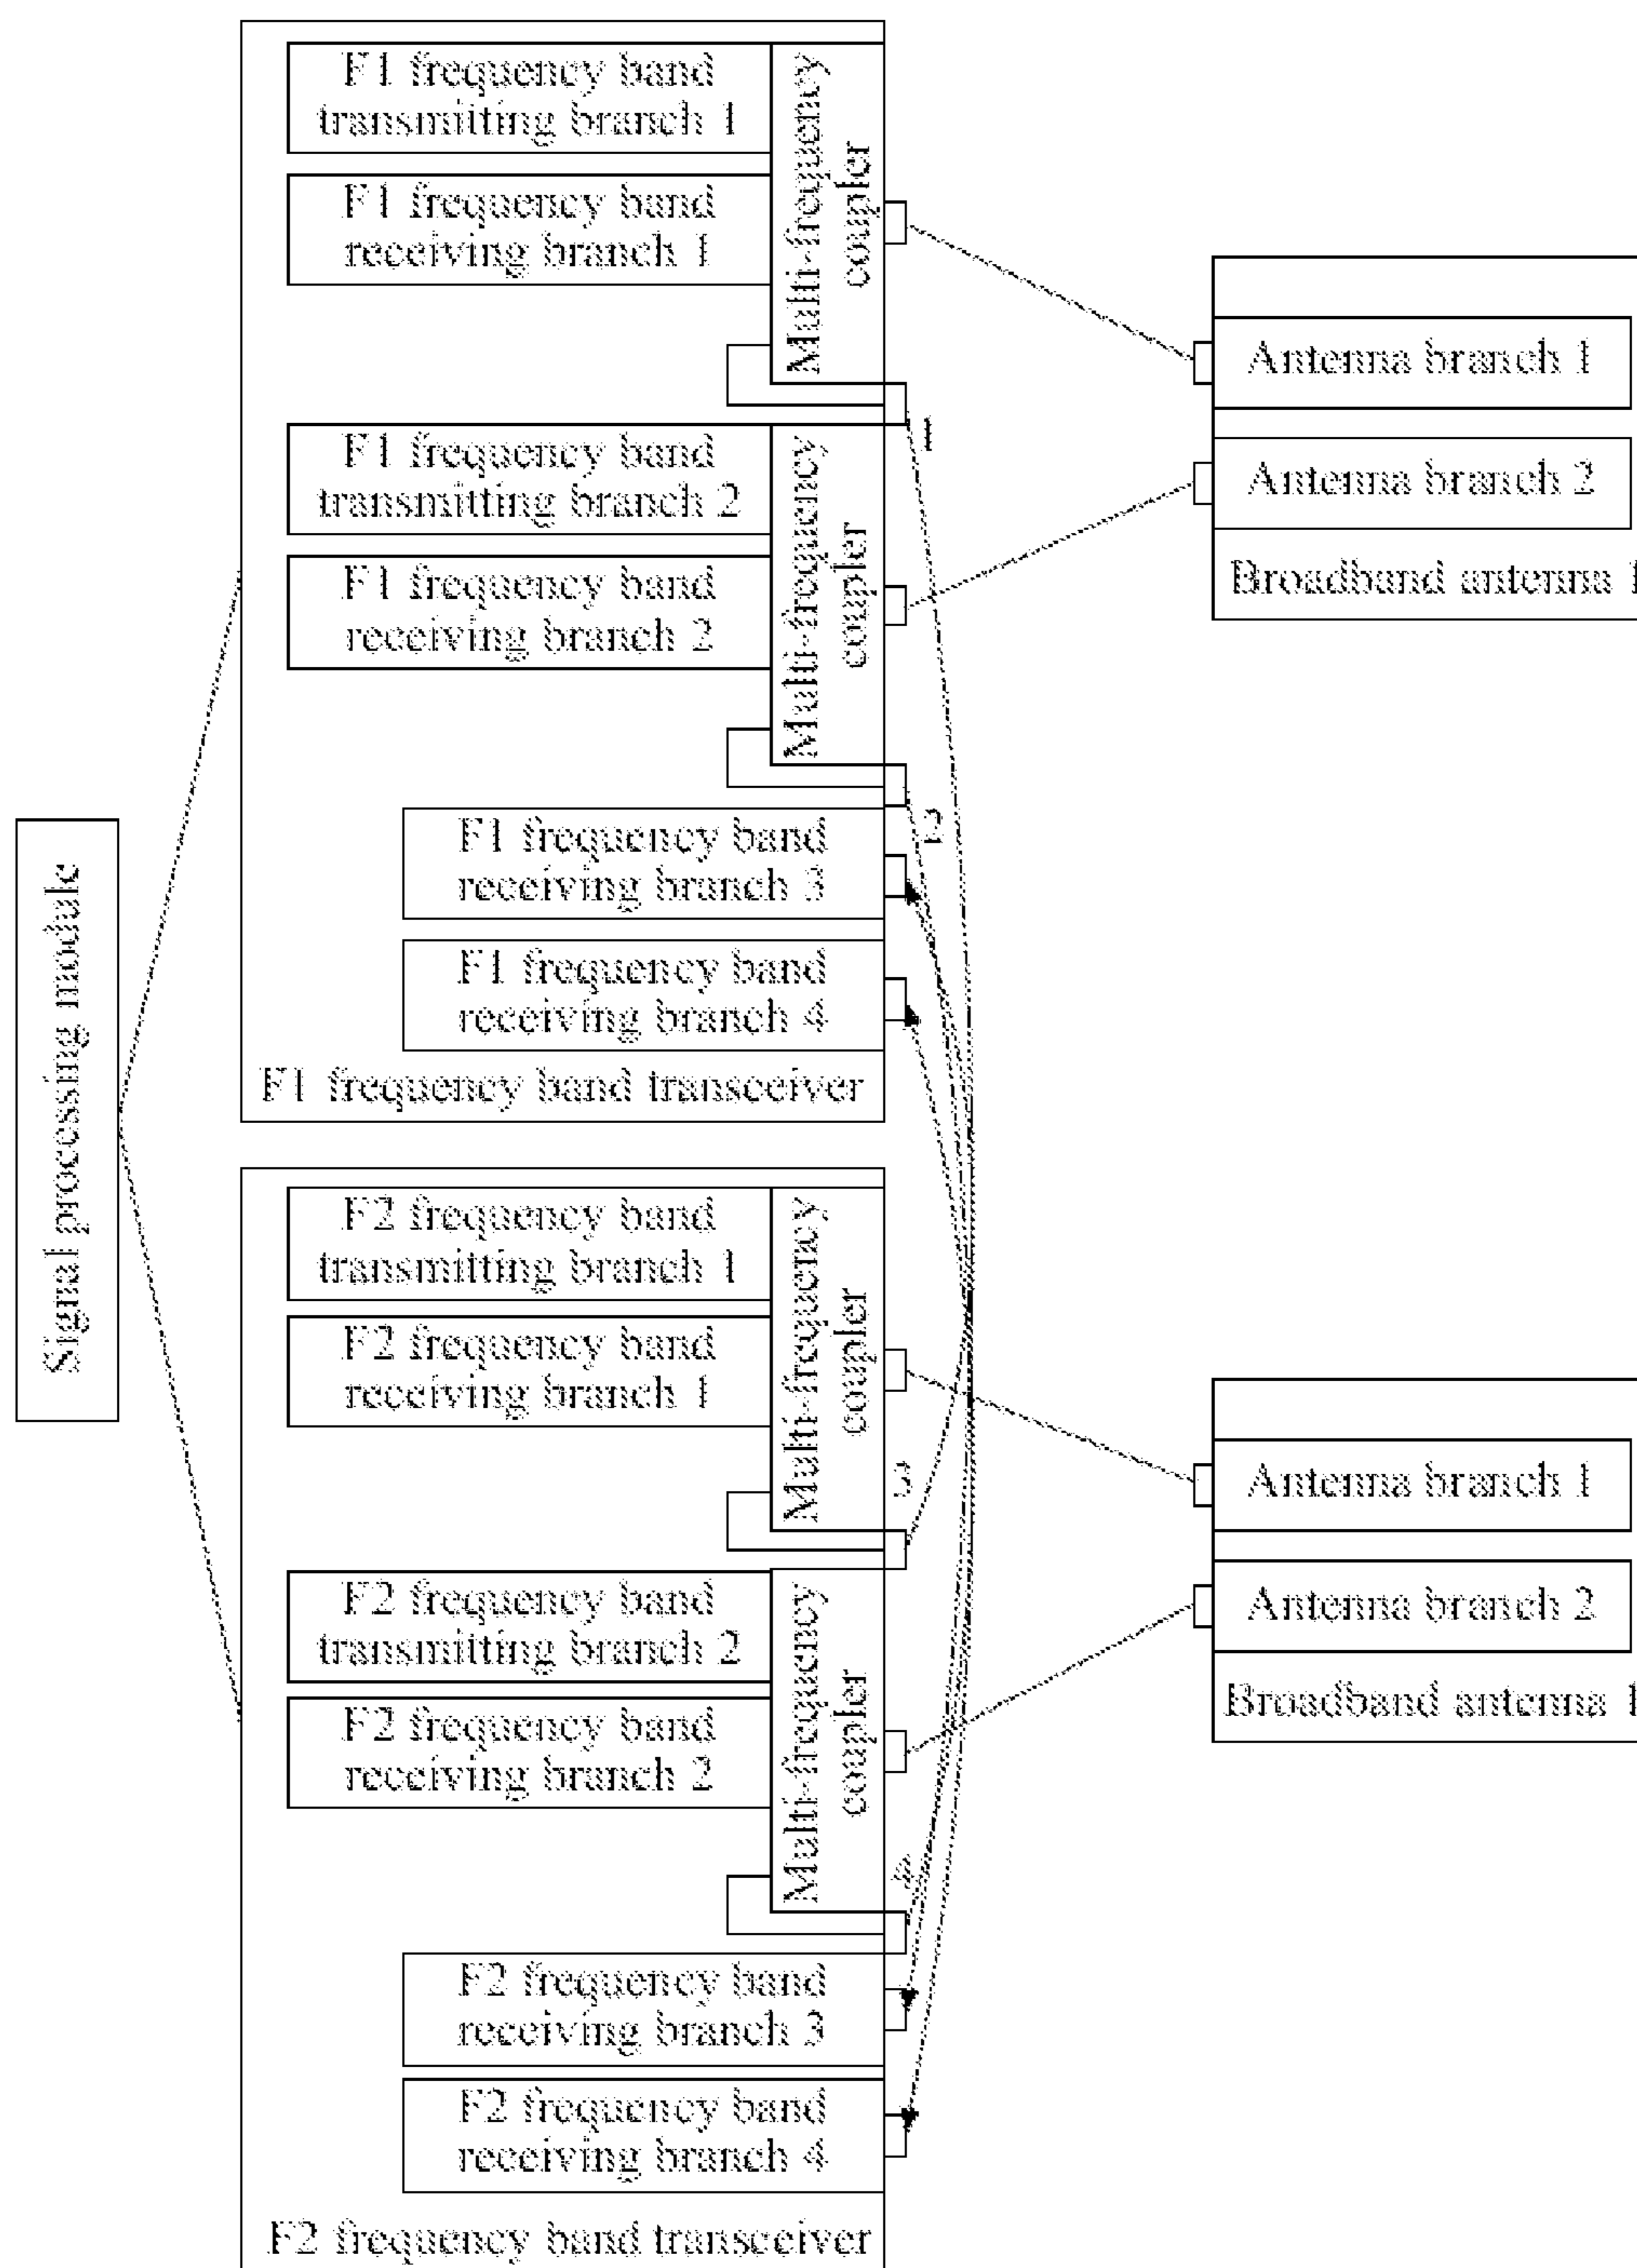 Signal processing module
F1 frequency band
transmitting branch 1
F1 frequency band
receiving branch 1
Multi-frequency
coupler
1
F1 frequency band
transmitting branch 2
F1 frequency band
receiving branch 2
Multi-frequency
coupler
2
F1 frequency band
receiving branch 3
F1 frequency band
receiving branch 4
F1 frequency band transceiver
F2 frequency band
transmitting branch 1
F2 frequency band
receiving branch 1
Multi-frequency
coupler
3
F2 frequency band
transmitting branch 2
F2 frequency band
receiving branch 2
Multi-frequency
coupler
4
F2 frequency band
receiving branch 3
F2 frequency band
receiving branch 4
F2 frequency band transceiver
Antenna branch 1
Antenna branch 2
Broadband antenna 1
Antenna branch 1
Antenna branch 2
Broadband antenna 1